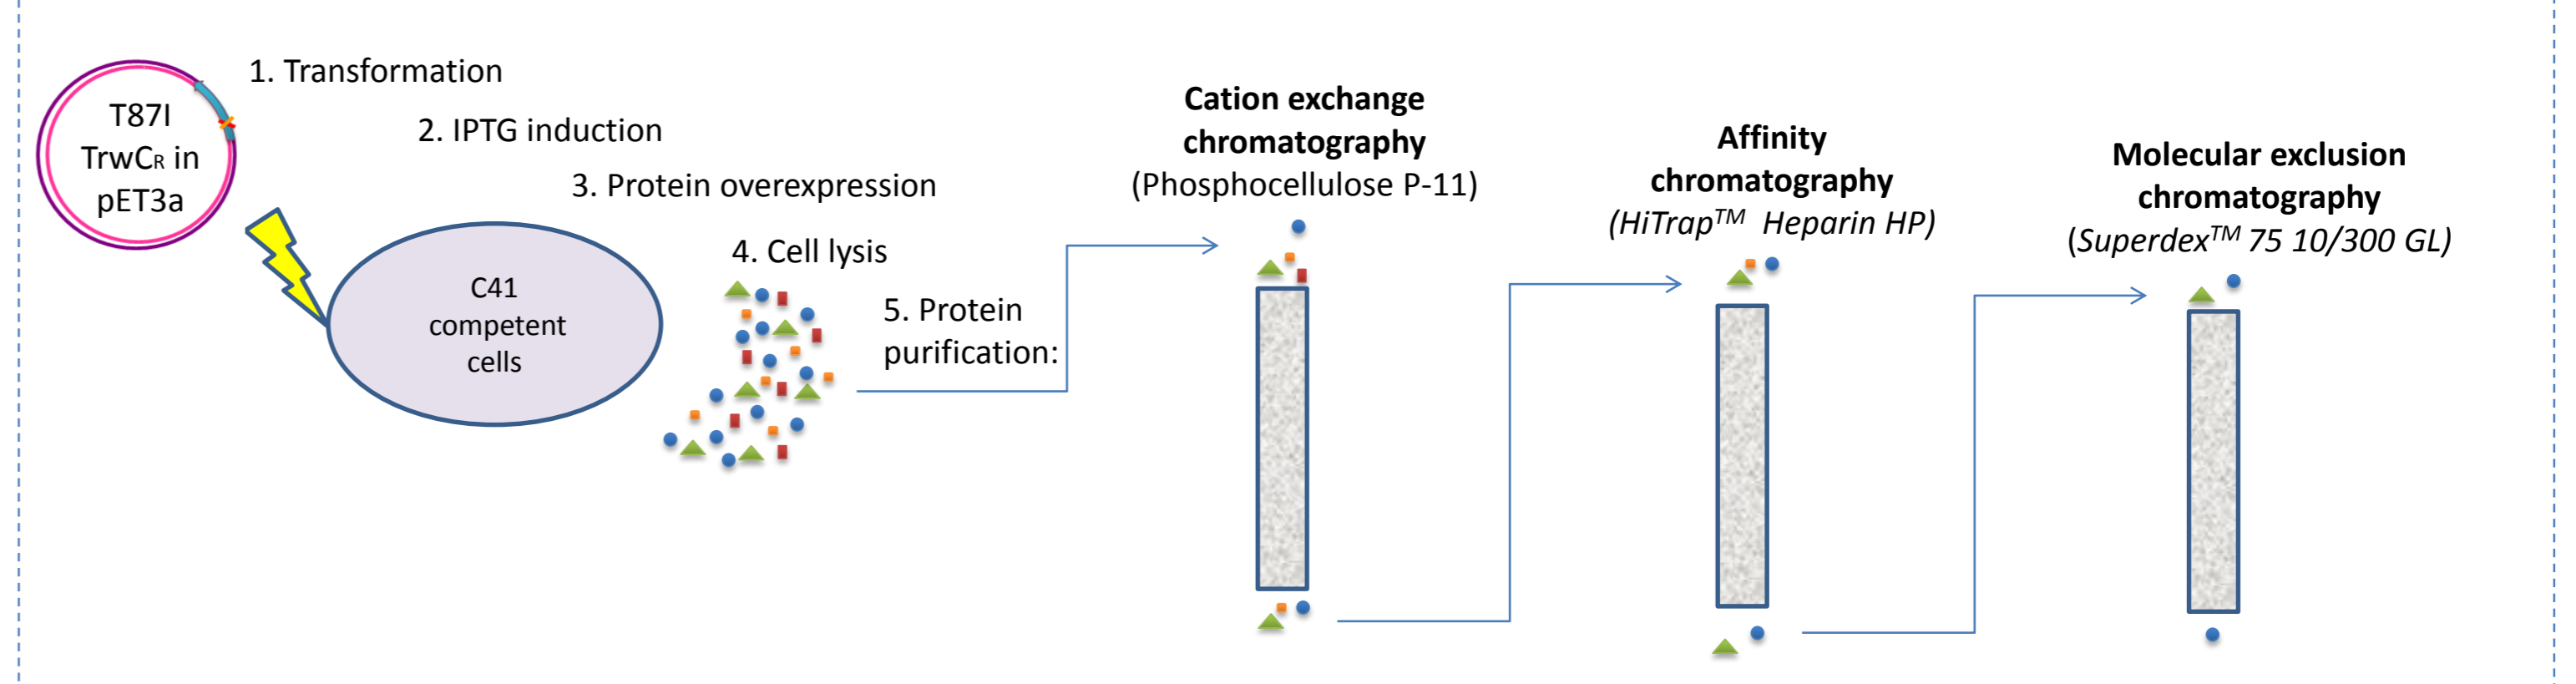 T87I
TrwCR in
pET3a
1. Transformation
2. IPTG induction
3. Protein overexpression
C41
competent
cells
4. Cell lysis
5. Protein
purification:
Cation exchange
chromatography
(Phosphocellulose P-11)
Affinity
chromatography
(HiTrap™ Heparin HP)
Molecular exclusion
chromatography
(Superdex™ 75 10/300 GL)